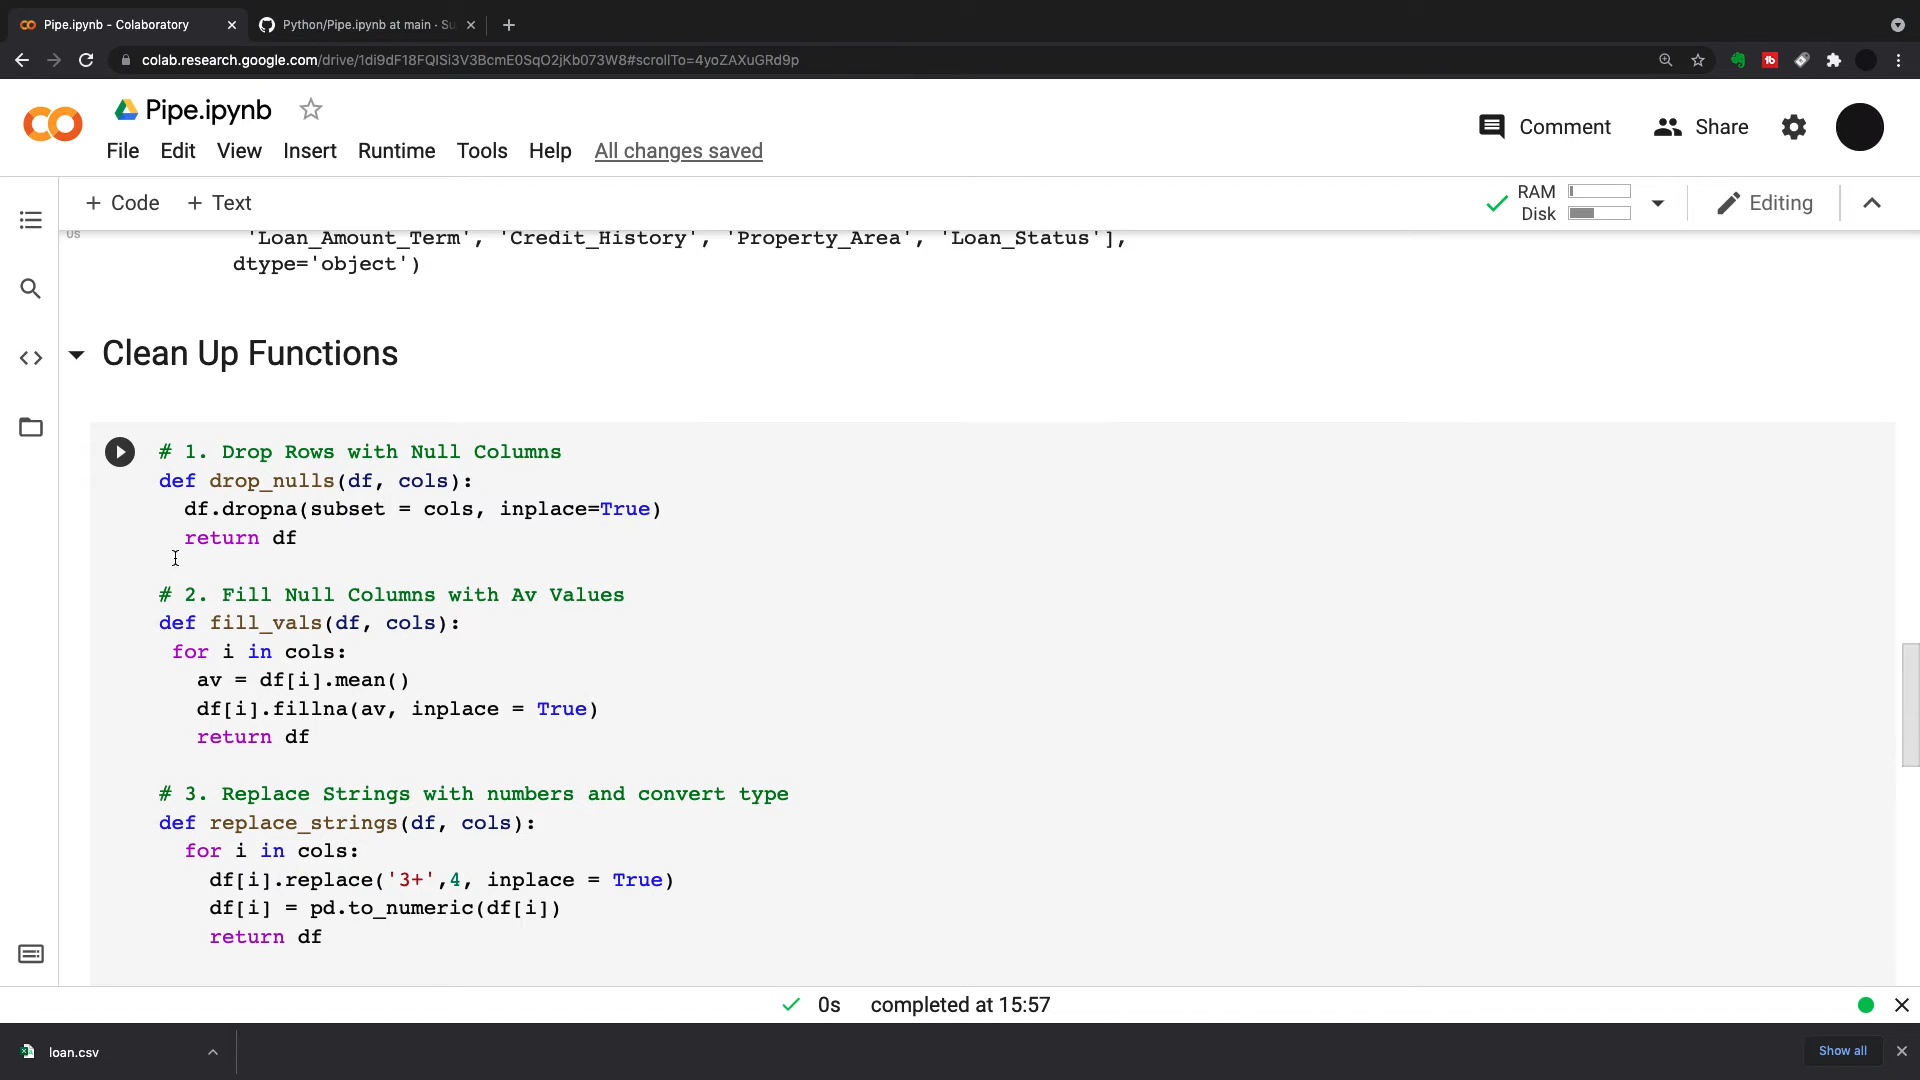 Pipe.ipynb - Colaboratory
Python/Pipe.ipynb at main · Su
colab.research.google.com/drive/1di9dF18FQISi3V3BcmE0SqO2jKb073W8#scrollTo=4yoZAXuGRd9p
Pipe.ipynb
File Edit View Insert Runtime Tools Help All changes saved
Comment Share
+ Code + Text
RAM
Disk
Editing
0s
'Loan_Amount_Term', 'Credit_History', 'Property_Area', 'Loan_Status'],
dtype='object')
Clean Up Functions
# 1. Drop Rows with Null Columns
def drop_nulls(df, cols):
df.dropna(subset = cols, inplace=True)
return df
# 2. Fill Null Columns with Av Values
def fill_vals(df, cols):
for i in cols:
av = df[i].mean()
df[i].fillna(av, inplace = True)
return df
# 3. Replace Strings with numbers and convert type
def replace_strings(df, cols):
for i in cols:
df[i].replace('3+',4, inplace = True)
df[i] = pd.to_numeric(df[i])
return df
0s completed at 15:57
loan.csv
Show all